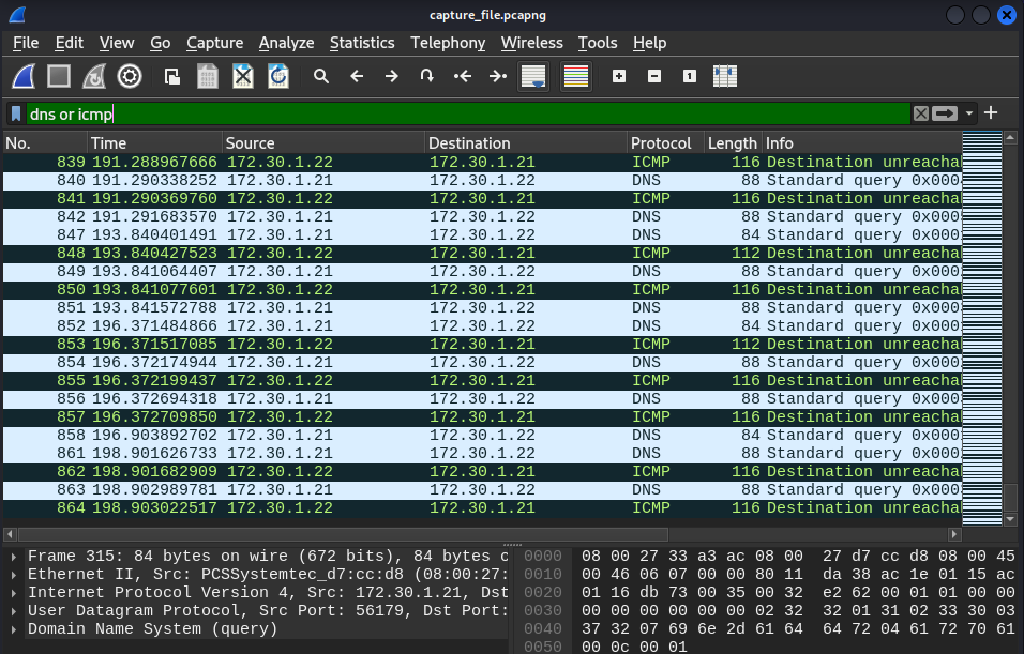 capture_file.pcapng
File Edit View Go Capture Analyze Statistics Telephony Wireless Tools Help
dns or icmp
No. Time Source Destination Protocol Length Info
839 191.288967666 172.30.1.22 172.30.1.21 ICMP 116 Destination unreacha
840 191.290338252 172.30.1.21 172.30.1.22 DNS 88 Standard query 0x000
841 191.290369760 172.30.1.22 172.30.1.21 ICMP 116 Destination unreacha
842 191.291683570 172.30.1.21 172.30.1.22 DNS 88 Standard query 0x000
847 193.840401491 172.30.1.21 172.30.1.22 DNS 84 Standard query 0x000
848 193.840427523 172.30.1.22 172.30.1.21 ICMP 112 Destination unreacha
849 193.841064407 172.30.1.21 172.30.1.22 DNS 88 Standard query 0x000
850 193.841077601 172.30.1.22 172.30.1.21 ICMP 116 Destination unreacha
851 193.841572788 172.30.1.21 172.30.1.22 DNS 88 Standard query 0x000
852 196.371484866 172.30.1.21 172.30.1.22 DNS 84 Standard query 0x000
853 196.371517085 172.30.1.22 172.30.1.21 ICMP 112 Destination unreacha
854 196.372174944 172.30.1.21 172.30.1.22 DNS 88 Standard query 0x000
855 196.372199437 172.30.1.22 172.30.1.21 ICMP 116 Destination unreacha
856 196.372694318 172.30.1.21 172.30.1.22 DNS 88 Standard query 0x000
857 196.372709850 172.30.1.22 172.30.1.21 ICMP 116 Destination unreacha
858 196.903892702 172.30.1.21 172.30.1.22 DNS 84 Standard query 0x000
861 198.901626733 172.30.1.21 172.30.1.22 DNS 88 Standard query 0x000
862 198.901682909 172.30.1.22 172.30.1.21 ICMP 116 Destination unreacha
863 198.902989781 172.30.1.21 172.30.1.22 DNS 88 Standard query 0x000
864 198.903022517 172.30.1.22 172.30.1.21 ICMP 116 Destination unreacha
Frame 315: 84 bytes on wire (672 bits), 84 bytes c
Ethernet II, Src: PCSSystemtec_d7:cc:d8 (08:00:27:
Internet Protocol Version 4, Src: 172.30.1.21, Dst
User Datagram Protocol, Src Port: 56179, Dst Port:
Domain Name System (query)
0000 08 00 27 33 a3 ac 08 00 27 d7 cc d8 08 00 45
0010 00 46 06 07 00 00 80 11 da 38 ac 1e 01 15 ac
0020 01 16 db 73 00 35 00 32 e2 62 00 01 01 00 00
0030 00 00 00 00 00 00 02 32 32 01 31 02 33 30 03
0040 37 32 07 69 6e 2d 61 64 64 72 04 61 72 70 61
0050 00 0c 00 01